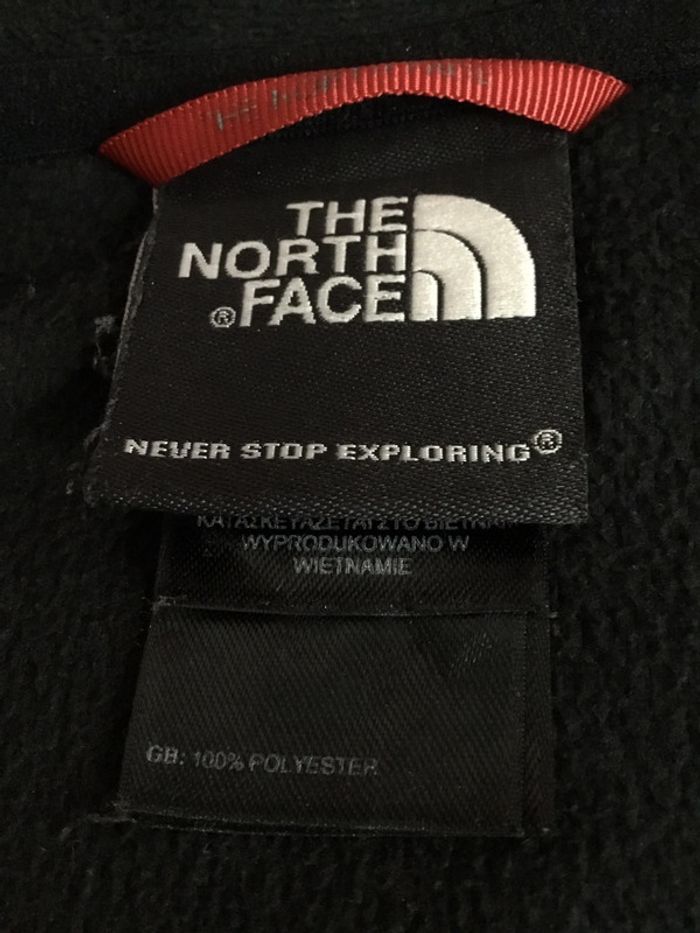 THE
NORTH
®FACE
NEVER STOP EXPLORING®
WYPRODUKOWANO W
WIETNAMIE
GB: 100% POLYESTER